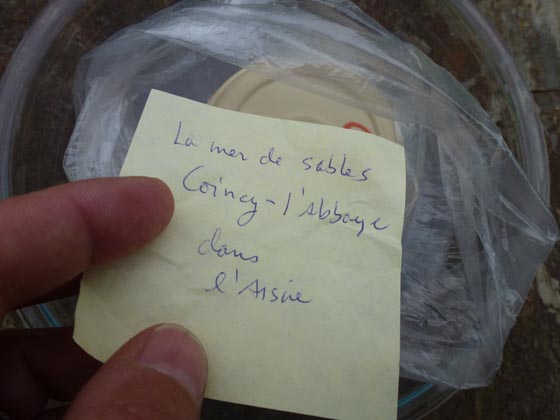 La mer de sables
Coincy-l'Abbaye
dans
l'Aisne